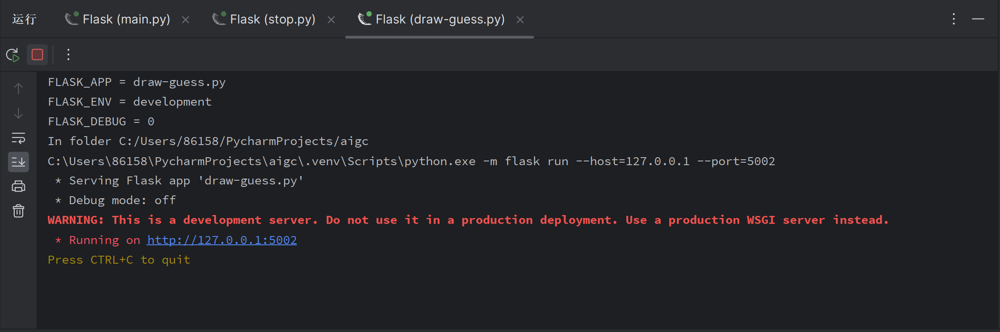 运行 Flask (main.py) Flask (stop.py) Flask (draw-guess.py)
FLASK_APP = draw-guess.py
FLASK_ENV = development
FLASK_DEBUG = 0
In folder C:/Users/86158/PycharmProjects/aigc
C:\Users\86158\PycharmProjects\aigc\.venv\Scripts\python.exe -m flask run --host=127.0.0.1 --port=5002
 * Serving Flask app 'draw-guess.py'
 * Debug mode: off
WARNING: This is a development server. Do not use it in a production deployment. Use a production WSGI server instead.
 * Running on http://127.0.0.1:5002
Press CTRL+C to quit